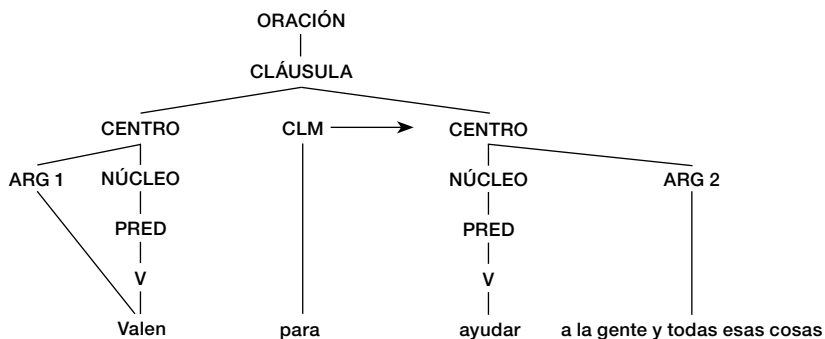 ORACIÓN
CLÁUSULA
CENTRO CLM CENTRO
ARG 1 NÚCLEO NÚCLEO ARG 2
PRED PRED
V V
Valen para ayudar a la gente y todas esas cosas